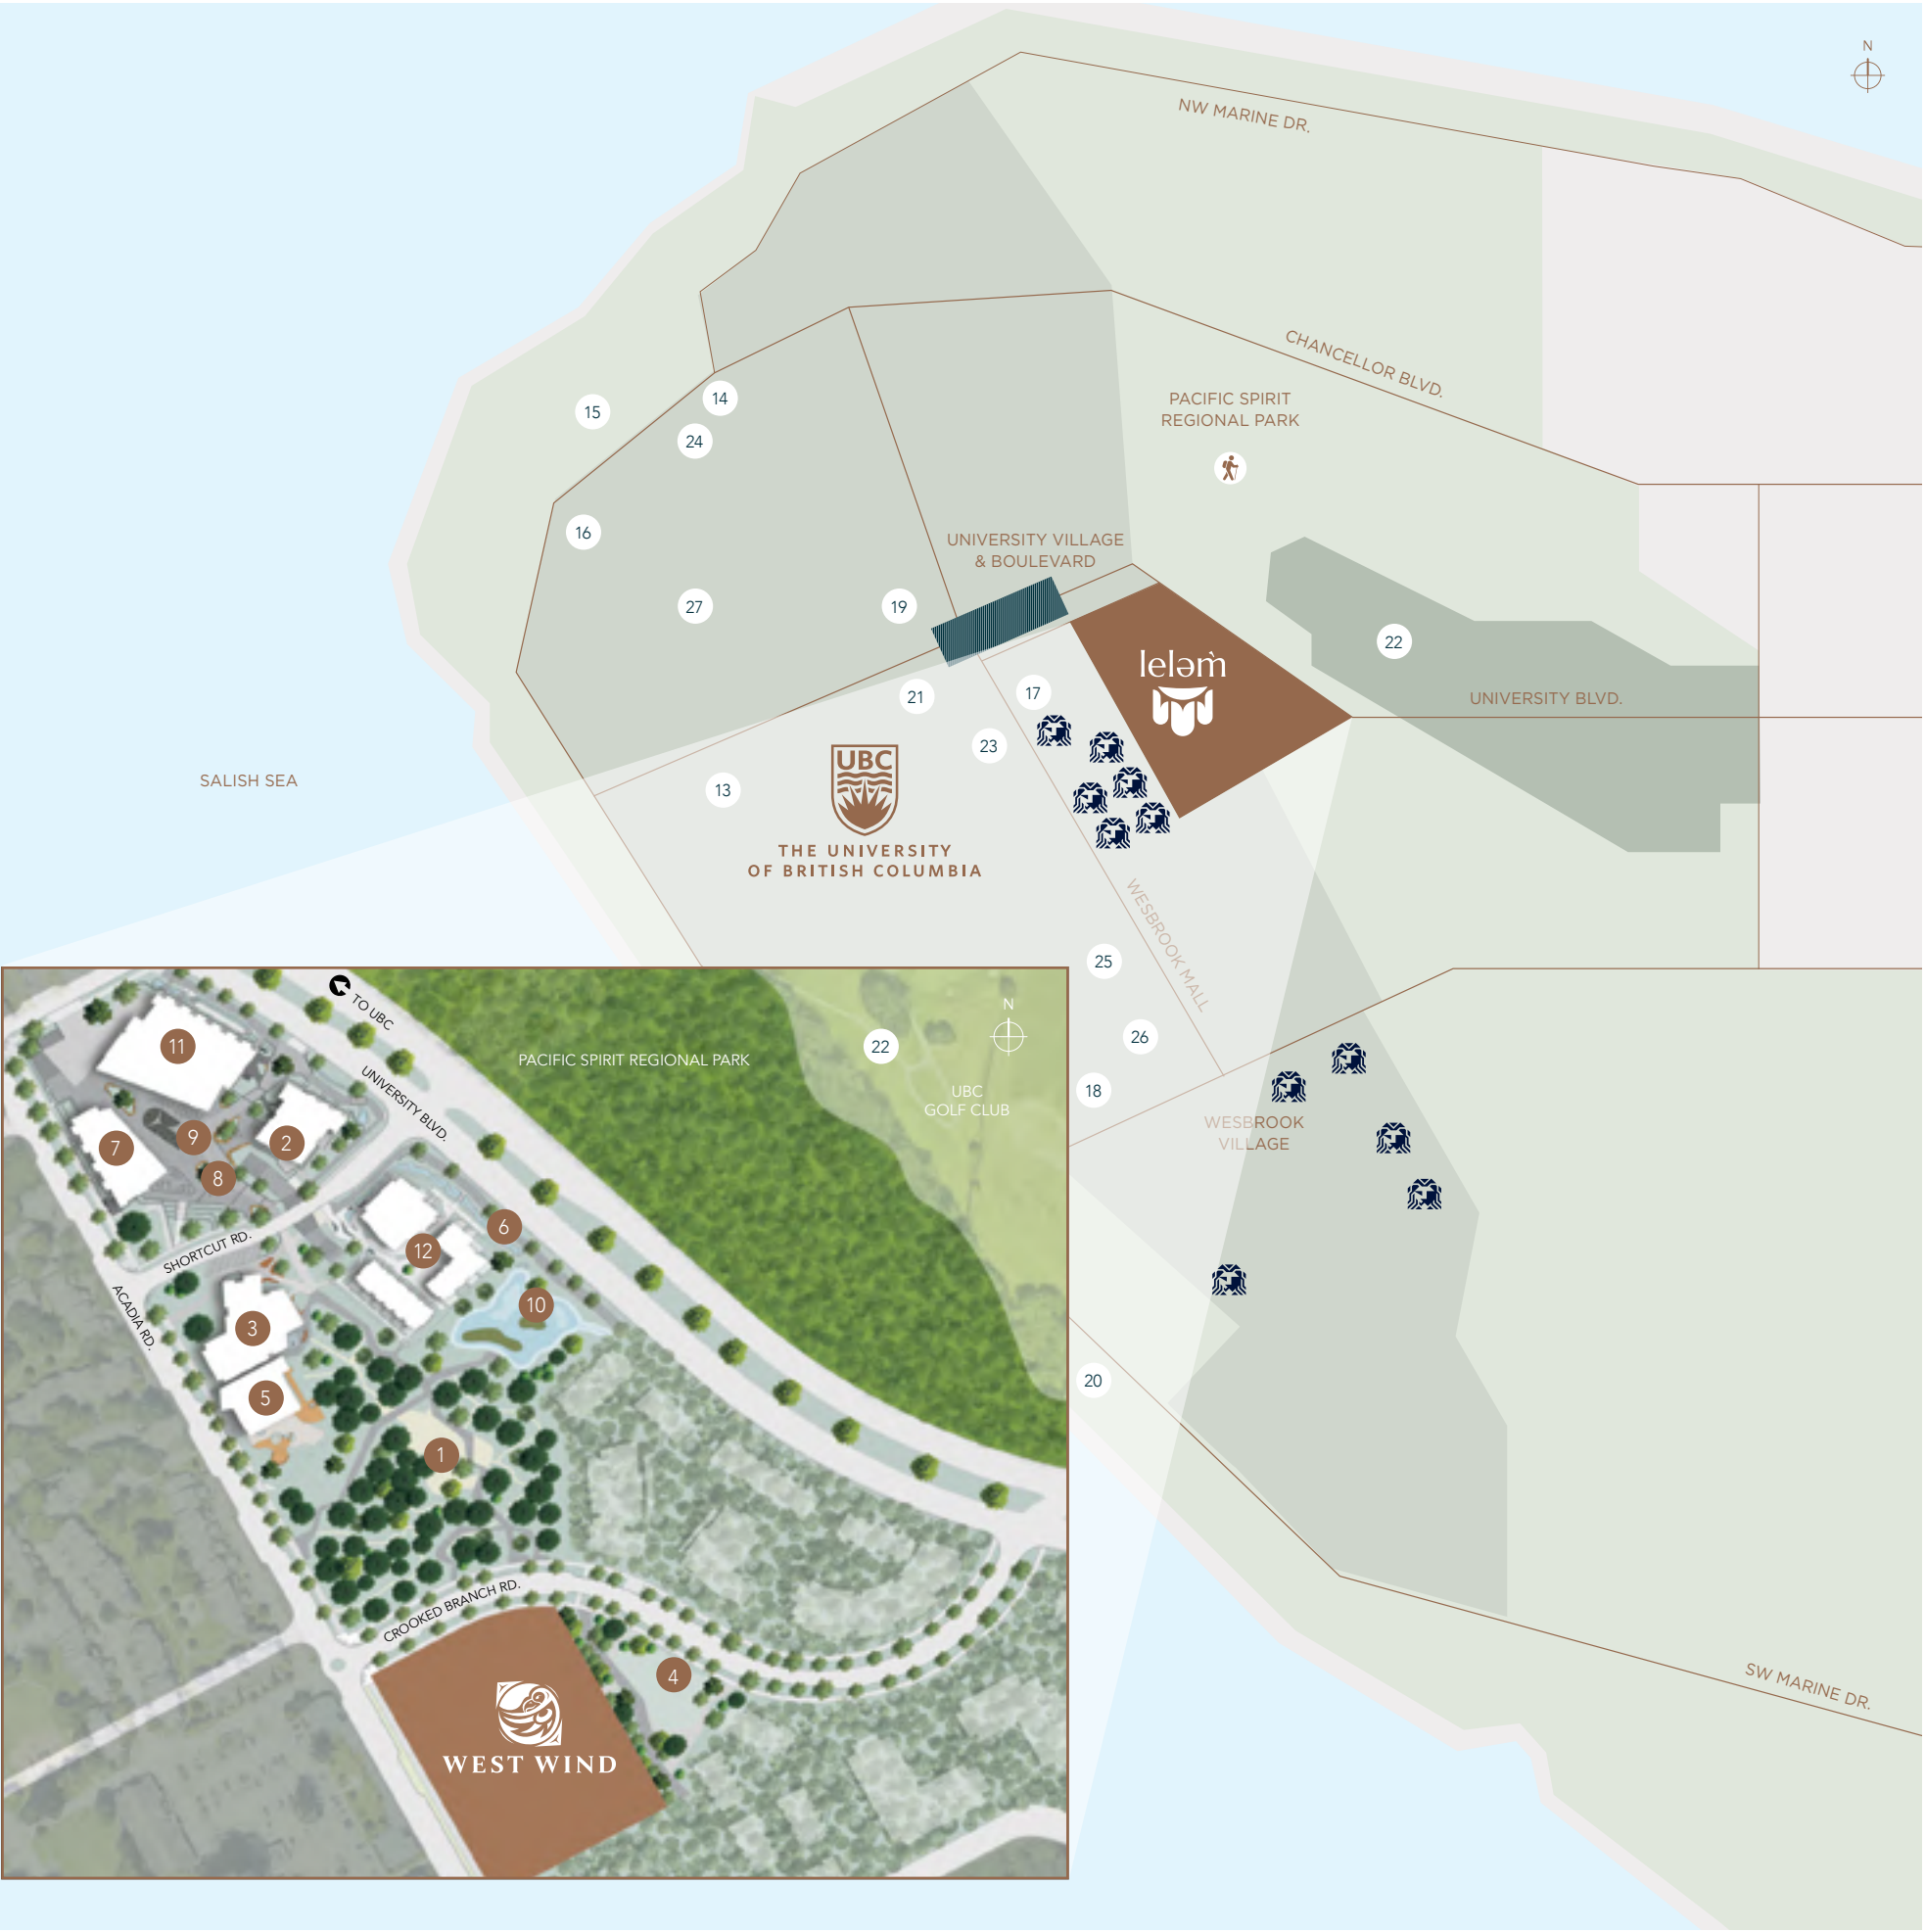 N
NW MARINE DR.
CHANCELLOR BLVD.
PACIFIC SPIRIT
REGIONAL PARK
14
15
24
16
UNIVERSITY VILLAGE
& BOULEVARD
27
19
22
leləm̀
UNIVERSITY BLVD.
21
17
23
SALISH SEA
13
UBC
THE UNIVERSITY
OF BRITISH COLUMBIA
WESBROOK MALL
25
26
18
WESBROOK
VILLAGE
20
SW MARINE DR.
TO UBC
N
PACIFIC SPIRIT REGIONAL PARK
22
UBC
GOLF CLUB
11
UNIVERSITY BLVD.
7
9
2
8
6
SHORTCUT RD.
12
ACADIA RD.
10
3
5
1
CROOKED BRANCH RD.
4
WEST WIND